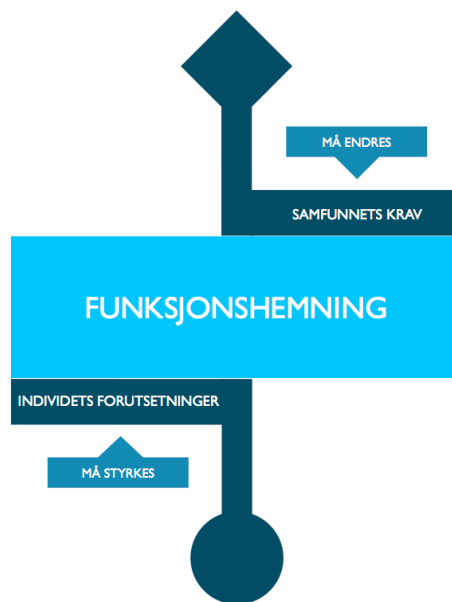 MÅ ENDRES
SAMFUNNETS KRAV
FUNKSJONSHEMNING
INDIVIDETS FORUTSETNINGER
MÅ STYRKES